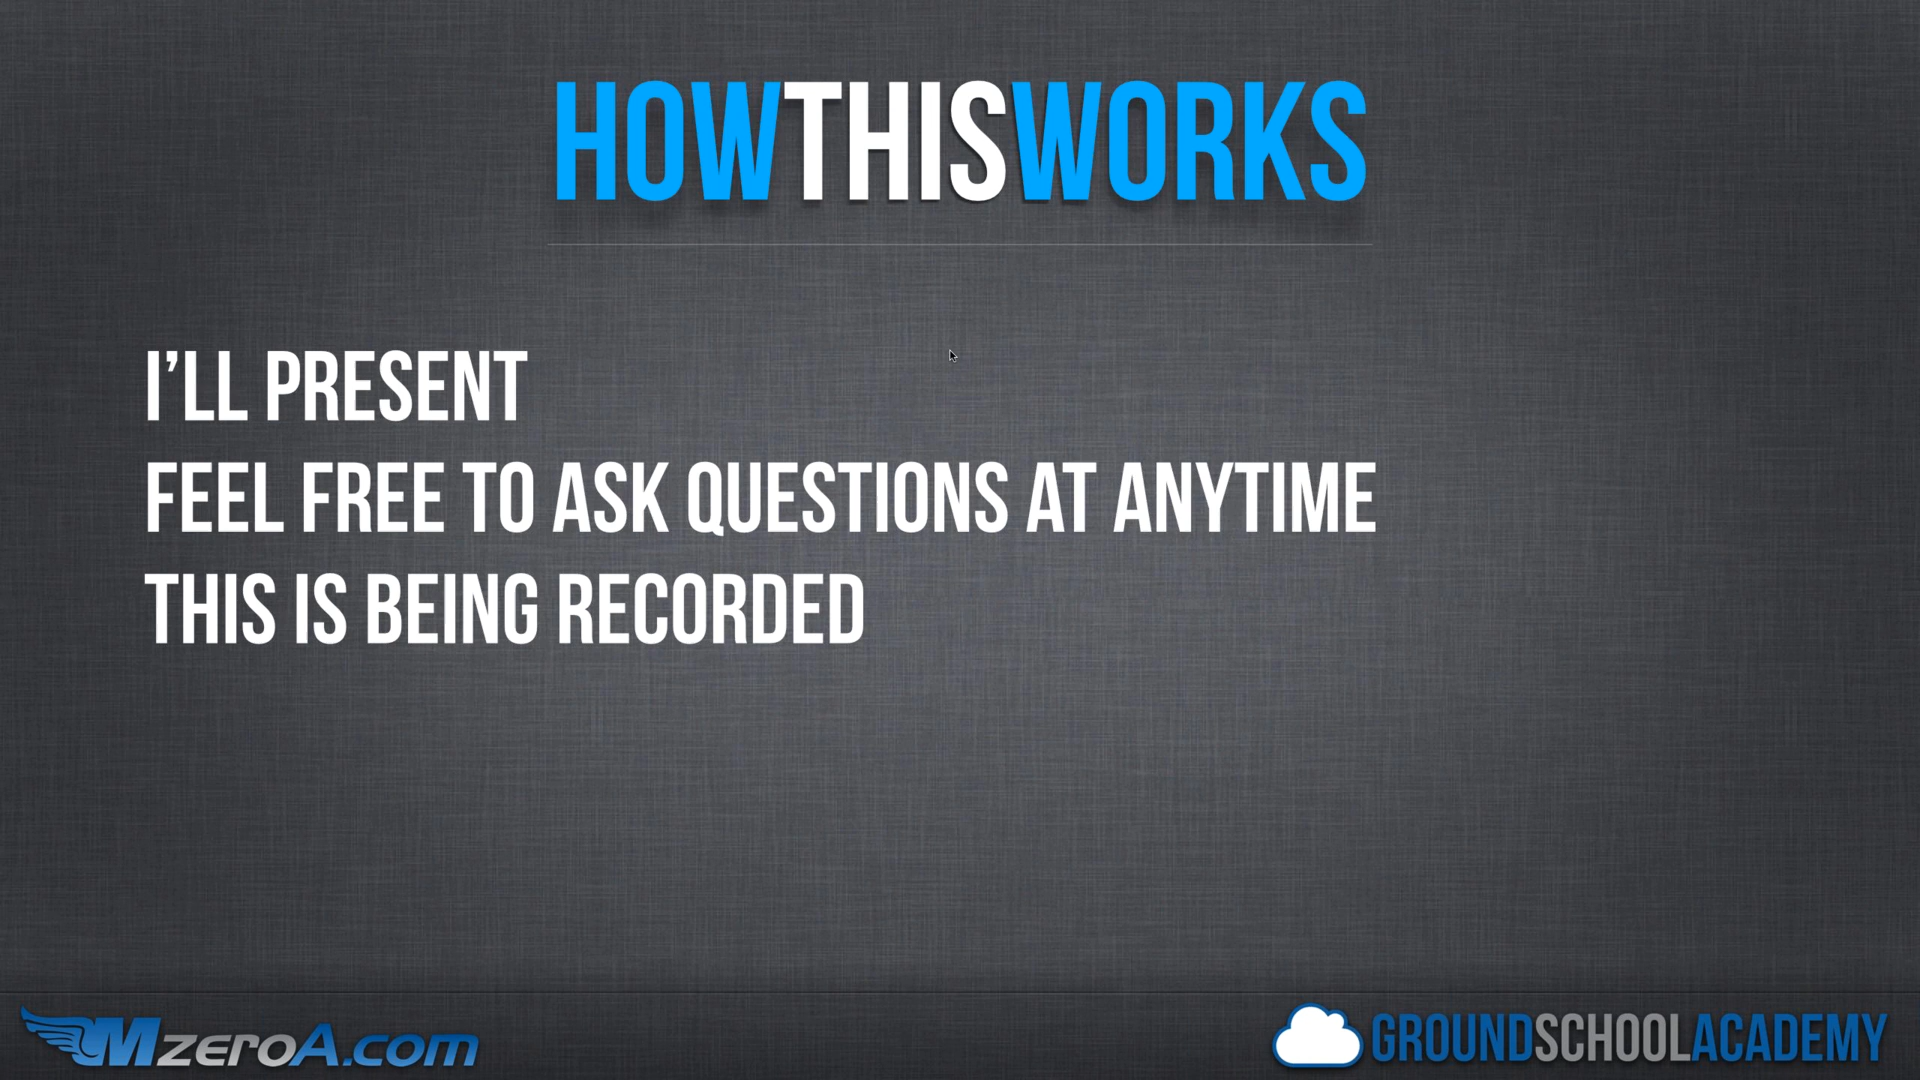 HOWTHISWORKS
I'LL PRESENT
FEEL FREE TO ASK QUESTIONS AT ANYTIME
THIS IS BEING RECORDED
MzeroA.com
GROUNDSCHOOLACADEMY